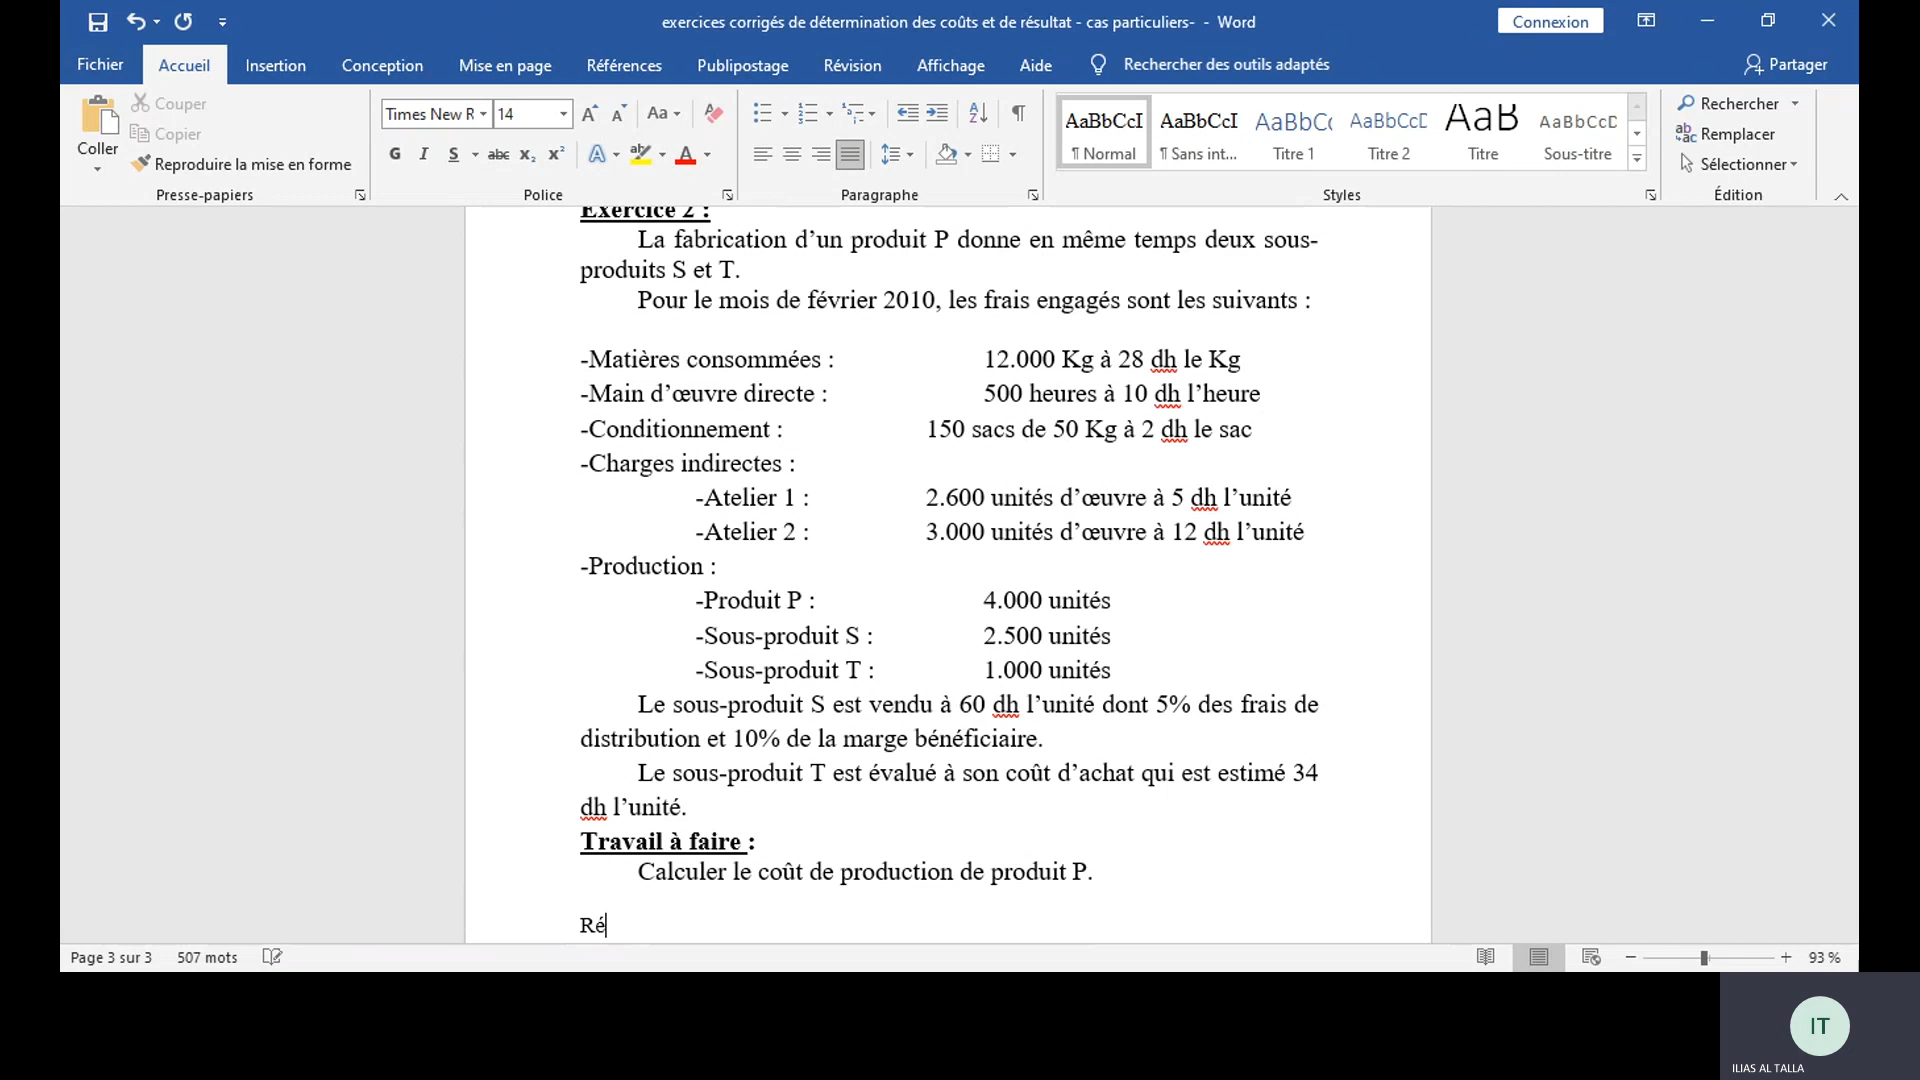 exercices corrigés de détermination des coûts et de résultat - cas particuliers- - Word
Connexion
Fichier Accueil Insertion Conception Mise en page Références Publipostage Révision Affichage Aide Rechercher des outils adaptés Partager
Coller
Couper
Copier
Reproduire la mise en forme
Presse-papiers
Times New R 14
Aa
G I S abc x₂ x²
Police
Paragraphe
AaBbCcI ¶ Normal
AaBbCcI ¶ Sans int...
AaBbCc Titre 1
AaBbCcD Titre 2
AaB Titre
AaBbCcD Sous-titre
Styles
Rechercher
Remplacer
Sélectionner
Édition
Exercice 2 :
La fabrication d’un produit P donne en même temps deux sous-
produits S et T.
Pour le mois de février 2010, les frais engagés sont les suivants :
-Matières consommées : 12.000 Kg à 28 dh le Kg
-Main d’œuvre directe : 500 heures à 10 dh l’heure
-Conditionnement : 150 sacs de 50 Kg à 2 dh le sac
-Charges indirectes :
-Atelier 1 : 2.600 unités d’œuvre à 5 dh l’unité
-Atelier 2 : 3.000 unités d’œuvre à 12 dh l’unité
-Production :
-Produit P : 4.000 unités
-Sous-produit S : 2.500 unités
-Sous-produit T : 1.000 unités
Le sous-produit S est vendu à 60 dh l’unité dont 5% des frais de
distribution et 10% de la marge bénéficiaire.
Le sous-produit T est évalué à son coût d’achat qui est estimé 34
dh l’unité.
Travail à faire :
Calculer le coût de production de produit P.
Ré
Page 3 sur 3 507 mots 93 %
IT
ILIAS AL TALLA